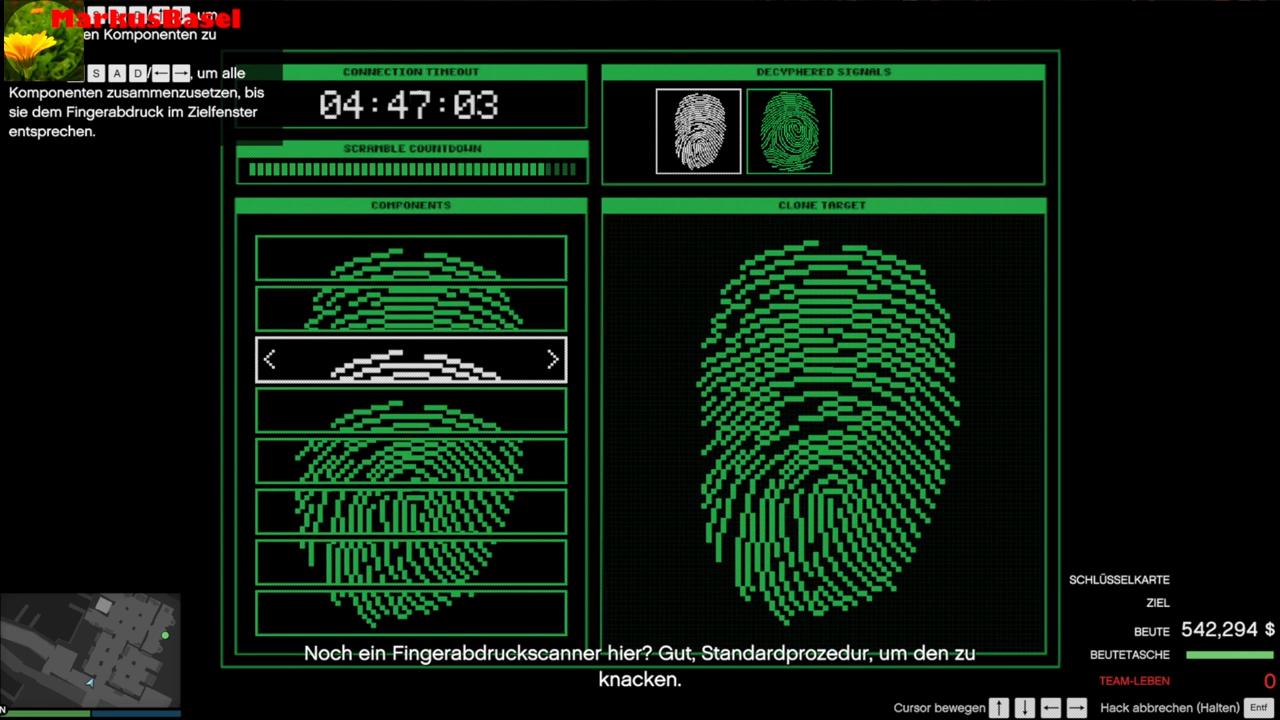 MarkusBasel
um
en Komponenten zu
S A D/←→, um alle
Komponenten zusammenzusetzen, bis
sie dem Fingerabdruck im Zielfenster
entsprechen.
CONNECTION TIMEOUT
04:47:03
SCRAMBLE COUNTDOWN
DECYPHERED SIGNALS
COMPONENTS
CLONE TARGET
Noch ein Fingerabdruckscanner hier? Gut, Standardprozedur, um den zu
knacken.
SCHLÜSSELKARTE
ZIEL
BEUTE 542,294 $
BEUTETASCHE
TEAM-LEBEN 0
N
Cursor bewegen ↑ ↓ ← → Hack abbrechen (Halten) Entf